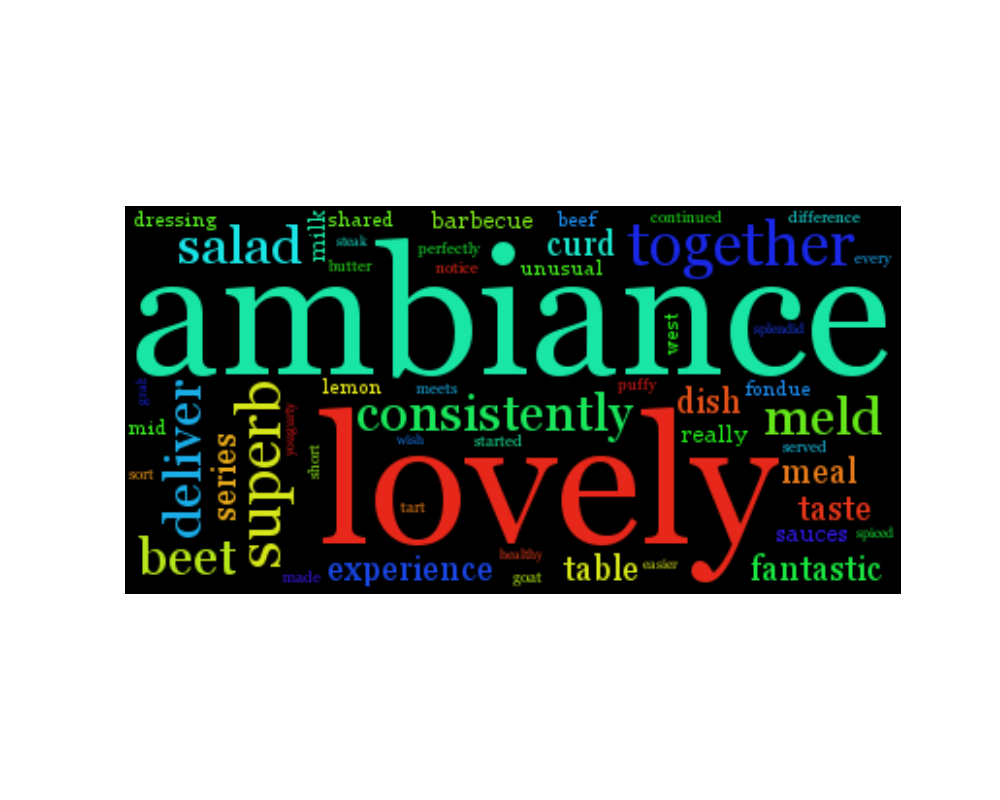 dressing
salad
milk
shared
barbecue
beef
continued
difference
steak
perfectly
curd
together
every
butter
notice
unusual
ambiance
west
splendid
grab
deliver
superb
lemon
meets
puffy
dish
fondue
mid
series
yougurty
consistently
really
meld
wish
started
served
sort
short
lovely
meal
tart
taste
sauces
spiced
beet
made
experience
healthy
goat
table
easier
fantastic